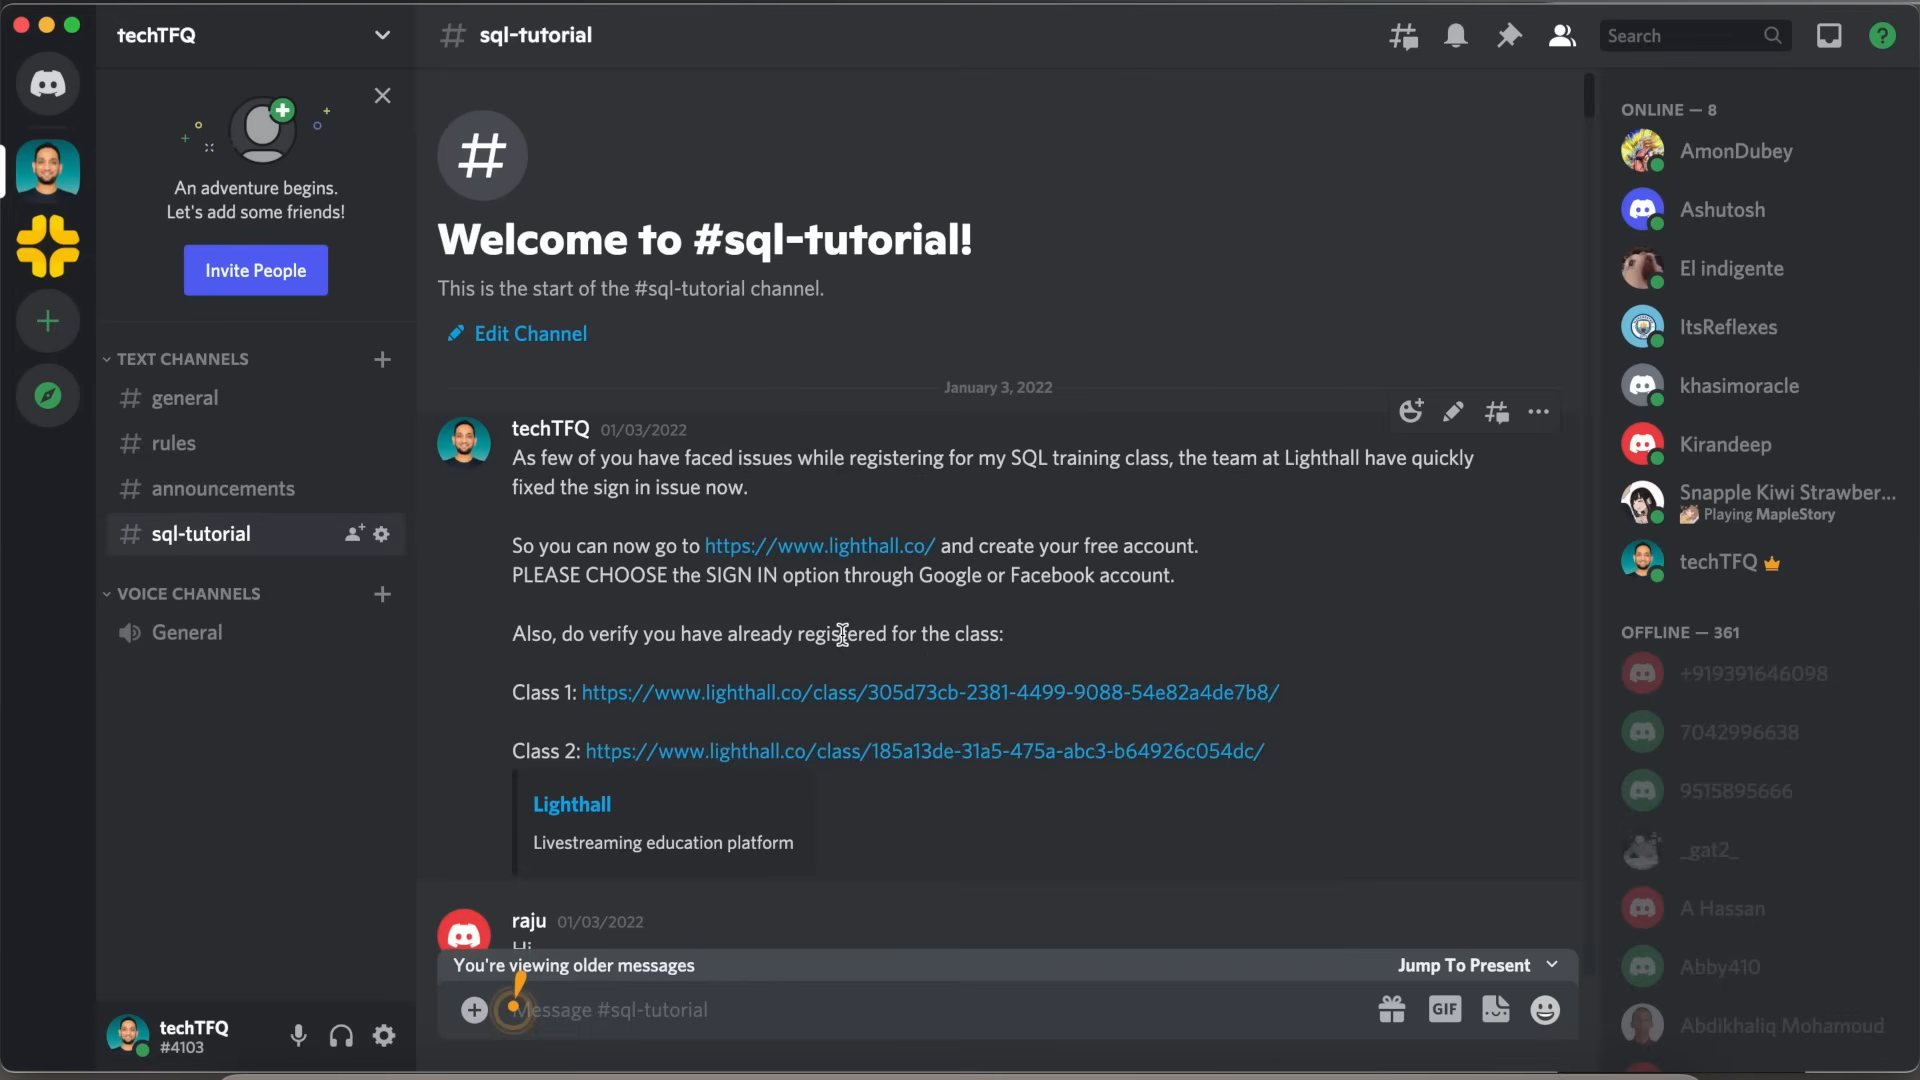 techTFQ
An adventure begins.
Let's add some friends!
Invite People
TEXT CHANNELS
general
rules
announcements
sql-tutorial
VOICE CHANNELS
General
techTFQ
#4103
sql-tutorial
Search
Welcome to #sql-tutorial!
This is the start of the #sql-tutorial channel.
Edit Channel
January 3, 2022
techTFQ 01/03/2022
As few of you have faced issues while registering for my SQL training class, the team at Lighthall have quickly
fixed the sign in issue now.
So you can now go to https://www.lighthall.co/ and create your free account.
PLEASE CHOOSE the SIGN IN option through Google or Facebook account.
Also, do verify you have already registered for the class:
Class 1: https://www.lighthall.co/class/305d73cb-2381-4499-9088-54e82a4de7b8/
Class 2: https://www.lighthall.co/class/185a13de-31a5-475a-abc3-b64926c054dc/
Lighthall
Livestreaming education platform
raju 01/03/2022
Hi
You're viewing older messages
Jump To Present
Message #sql-tutorial
GIF
ONLINE — 8
AmonDubey
Ashutosh
El indigente
ItsReflexes
khasimoracle
Kirandeep
Snapple Kiwi Strawber...
Playing MapleStory
techTFQ
OFFLINE — 361
+919391646098
7042996638
9515895666
_gat2_
A Hassan
Abby410
Abdikhaliq Mohamoud